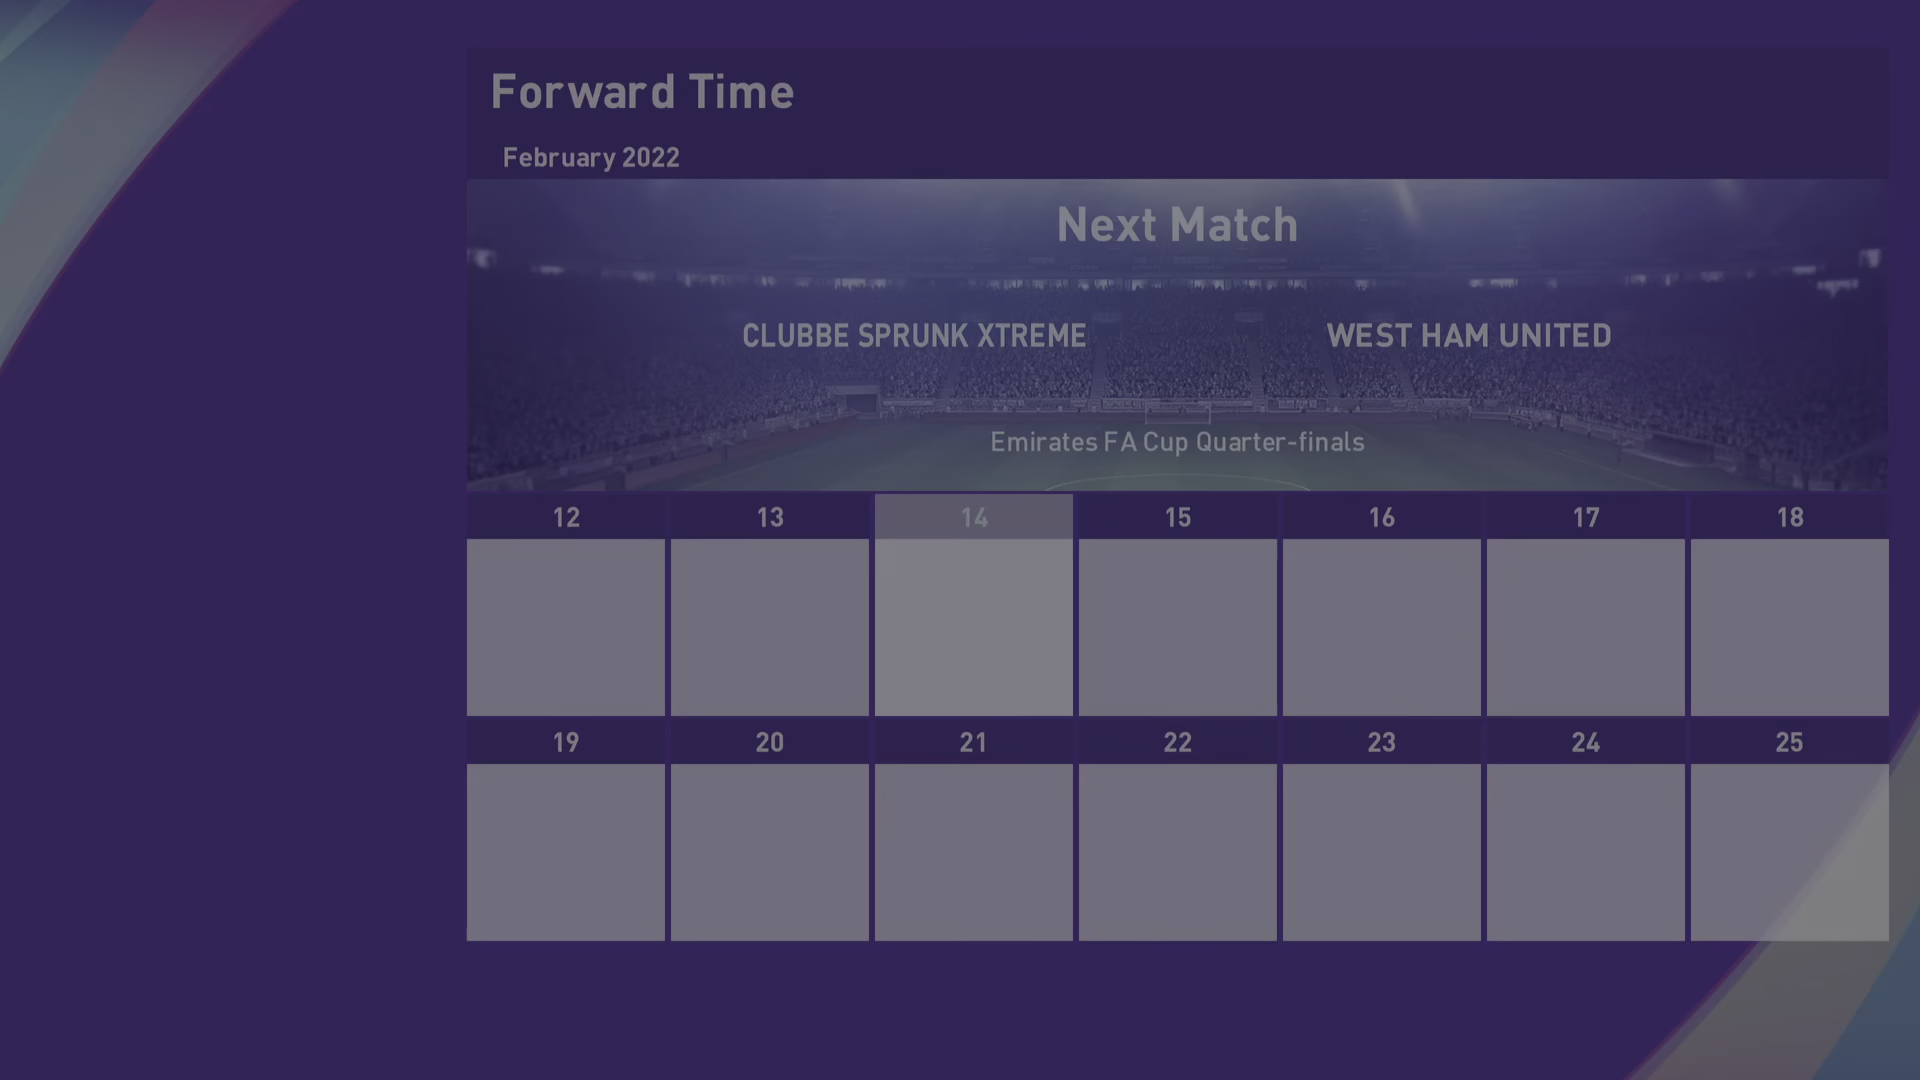 Forward Time
February 2022
Next Match
CLUBBE SPRUNK XTREME WEST HAM UNITED
Emirates FA Cup Quarter-finals
12 13 14 15 16 17 18
19 20 21 22 23 24 25